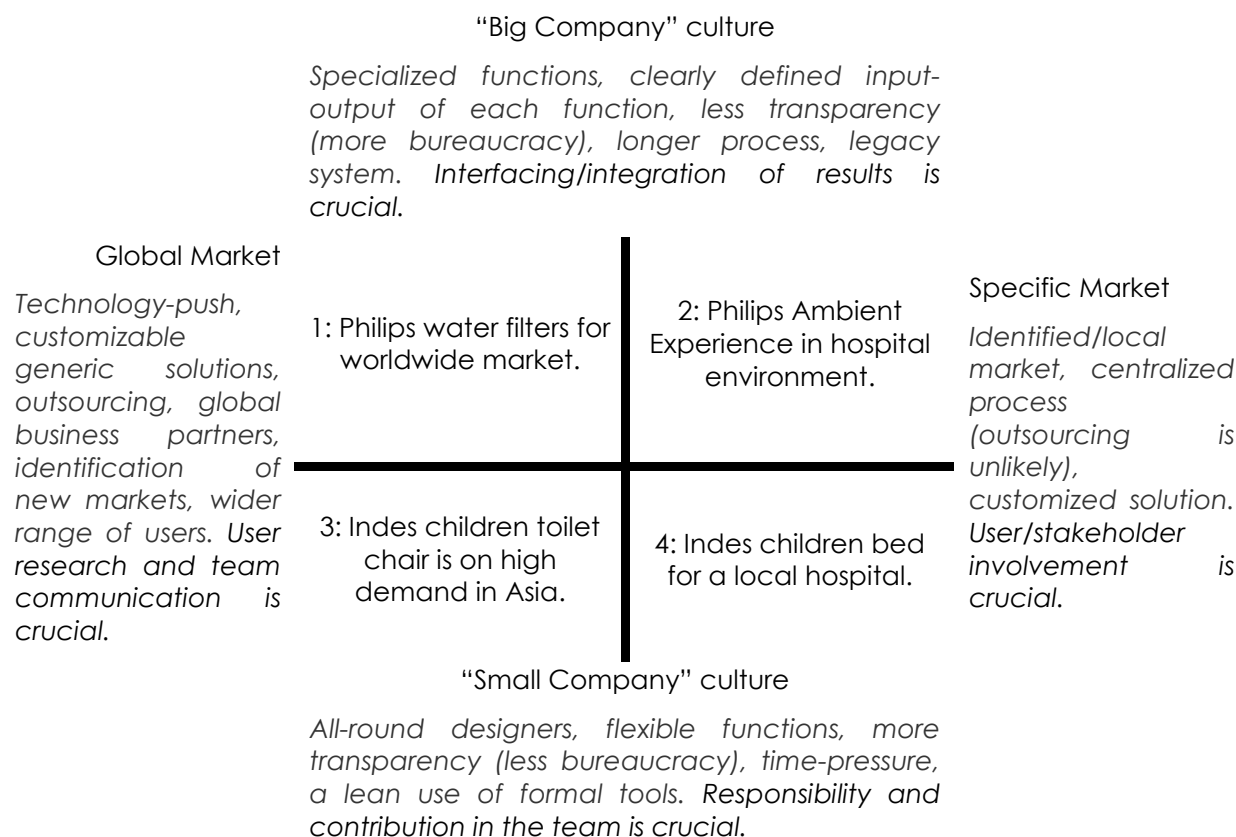 “Big Company” culture
Specialized functions, clearly defined input-
output of each function, less transparency
(more bureaucracy), longer process, legacy
system. Interfacing/integration of results is
crucial.
Global Market
Technology-push,
customizable
generic solutions,
outsourcing, global
business partners,
identification of
new markets, wider
range of users. User
research and team
communication is
crucial.
1: Philips water filters for
worldwide market.
2: Philips Ambient
Experience in hospital
environment.
Specific Market
Identified/local
market, centralized
process
(outsourcing is
unlikely),
customized solution.
User/stakeholder
involvement is
crucial.
3: Indes children toilet
chair is on high
demand in Asia.
4: Indes children bed
for a local hospital.
“Small Company” culture
All-round designers, flexible functions, more
transparency (less bureaucracy), time-pressure,
a lean use of formal tools. Responsibility and
contribution in the team is crucial.